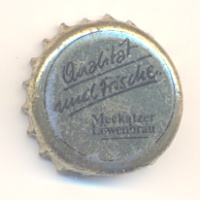 Qualität
und Frische.
Meckatzer
Löwenbräu